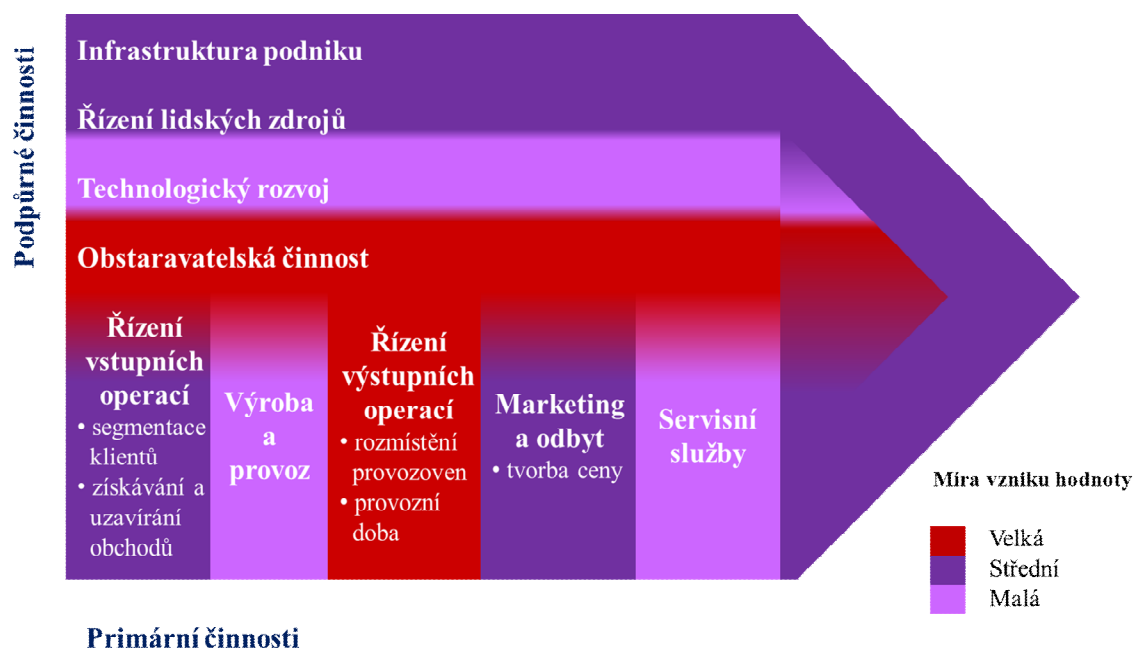 Podpůrné činnosti
Infrastruktura podniku
Řízení lidských zdrojů
Technologický rozvoj
Obstaravatelská činnost
Řízení
vstupních
operací
• segmentace
klientů
• získávání a
uzavírání
obchodů
Výroba
a
provoz
Řízení
výstupních
operací
• rozmístění
provozoven
• provozní
doba
Marketing
a odbyt
• tvorba ceny
Servisní
služby
Míra vzniku hodnoty
Velká
Střední
Malá
Primární činnosti